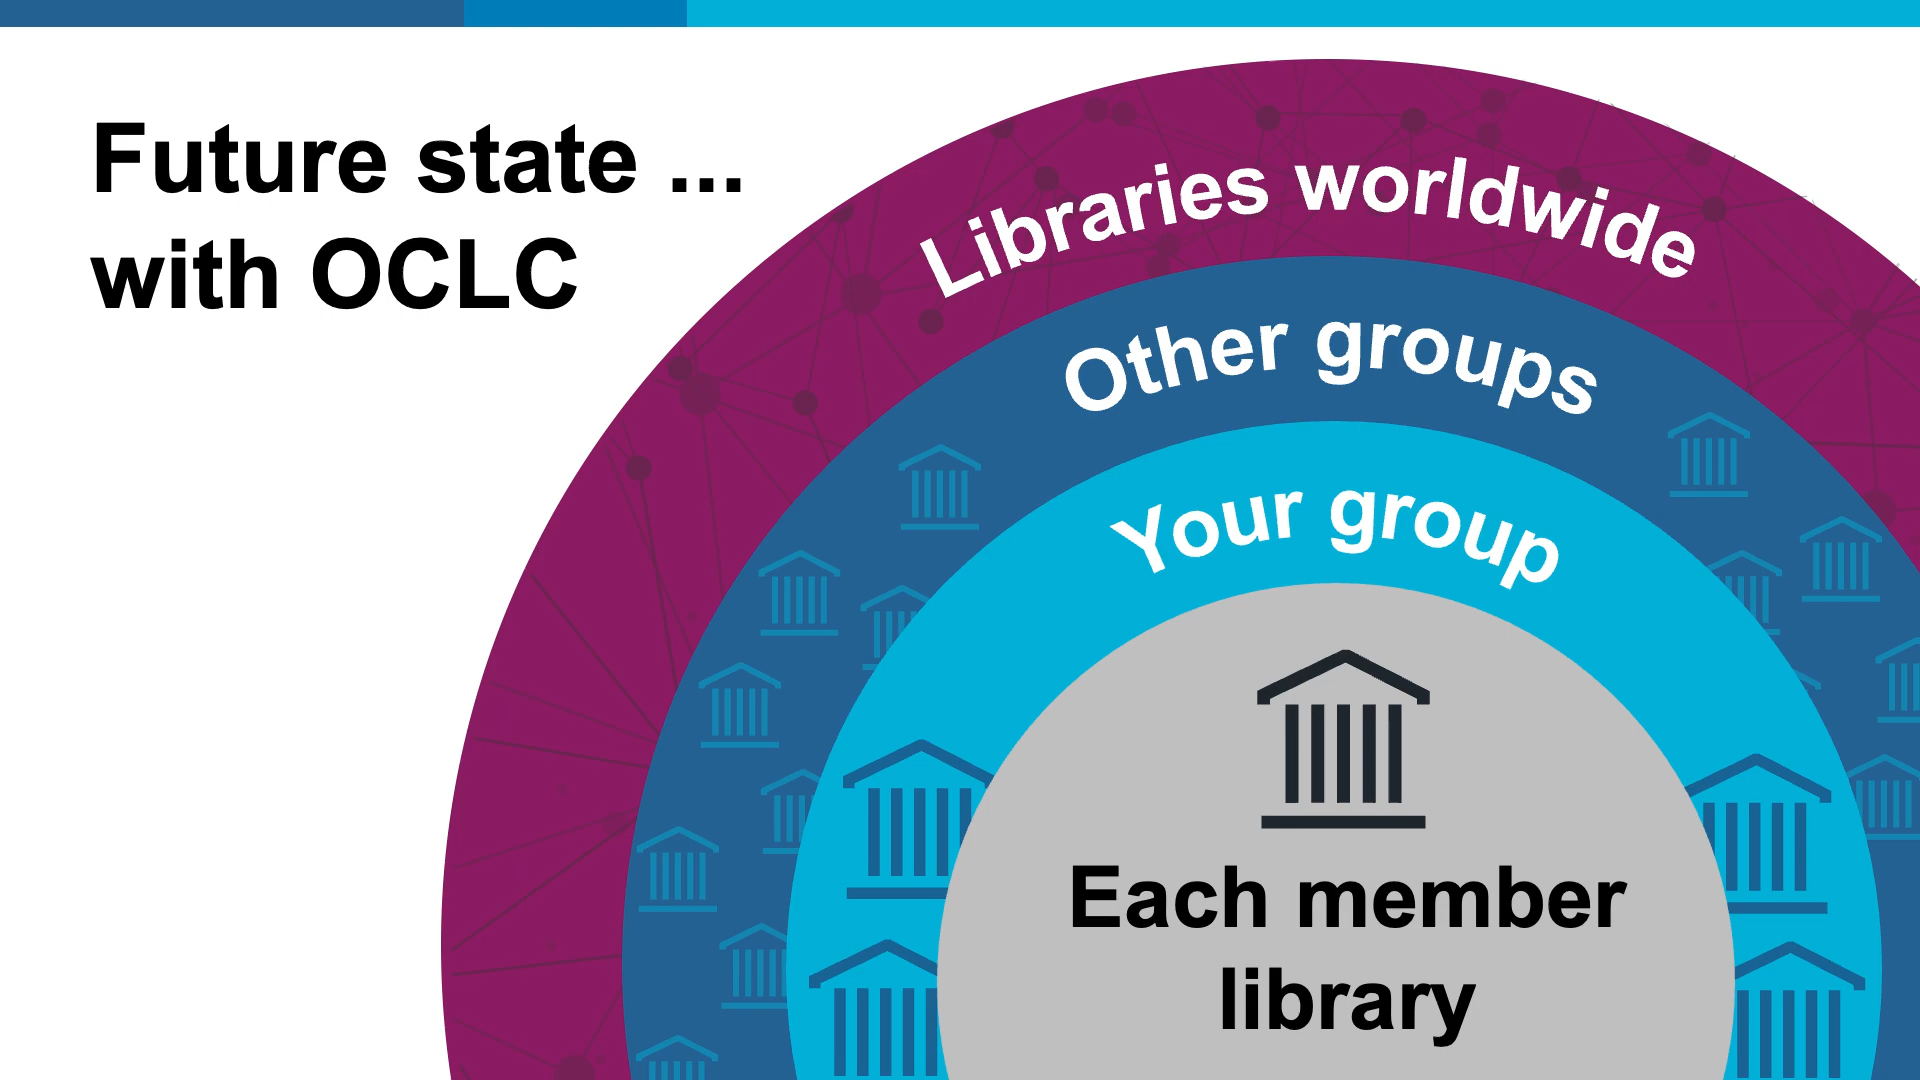 Future state ...
with OCLC
Libraries worldwide
Other groups
Your group
Each member
library